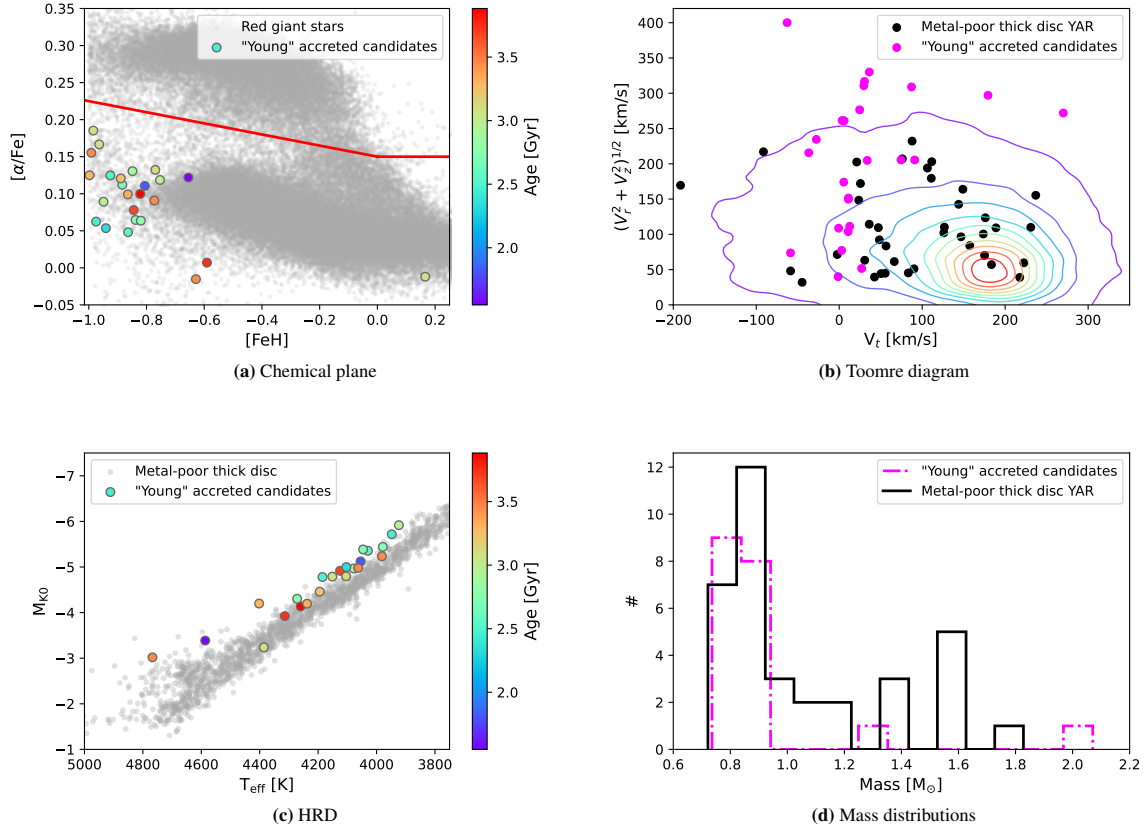 0.35
0.30
0.25
0.20
0.15
0.10
0.05
0.00
−0.05
[α/Fe]
Red giant stars
"Young" accreted candidates
−1.0 −0.8 −0.6 −0.4 −0.2 0.0 0.2
[FeH]
3.5
3.0
2.5
2.0
Age [Gyr]
(a) Chemical plane
400
350
300
250
200
150
100
50
0
(V_r^2 + V_z^2)^{1/2} [km/s]
Metal-poor thick disc YAR
"Young" accreted candidates
−200 −100 0 100 200 300
V_t [km/s]
(b) Toomre diagram
−7
−6
−5
−4
−3
−2
−1
M_{K0}
Metal-poor thick disc
"Young" accreted candidates
5000 4800 4600 4400 4200 4000 3800
T_eff [K]
3.5
3.0
2.5
2.0
Age [Gyr]
(c) HRD
12
10
8
6
4
2
0
#
"Young" accreted candidates
Metal-poor thick disc YAR
0.6 0.8 1.0 1.2 1.4 1.6 1.8 2.0 2.2
Mass [M_⊙]
(d) Mass distributions